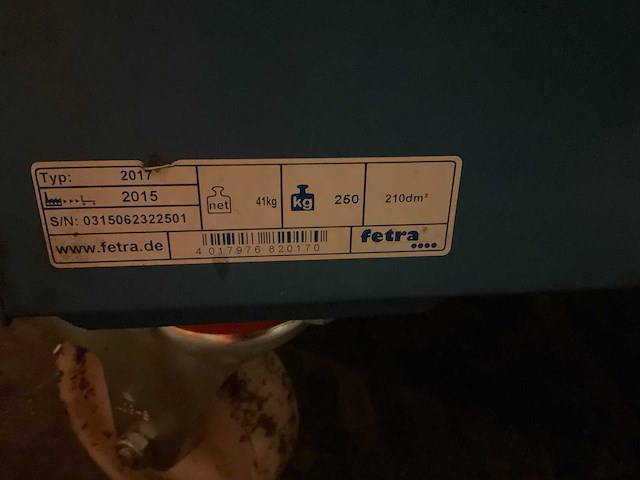 Typ: 2017
2015
S/N: 0315062322501
net 41kg
kg 250
210dm³
www.fetra.de
4 017976 820170
fetra®